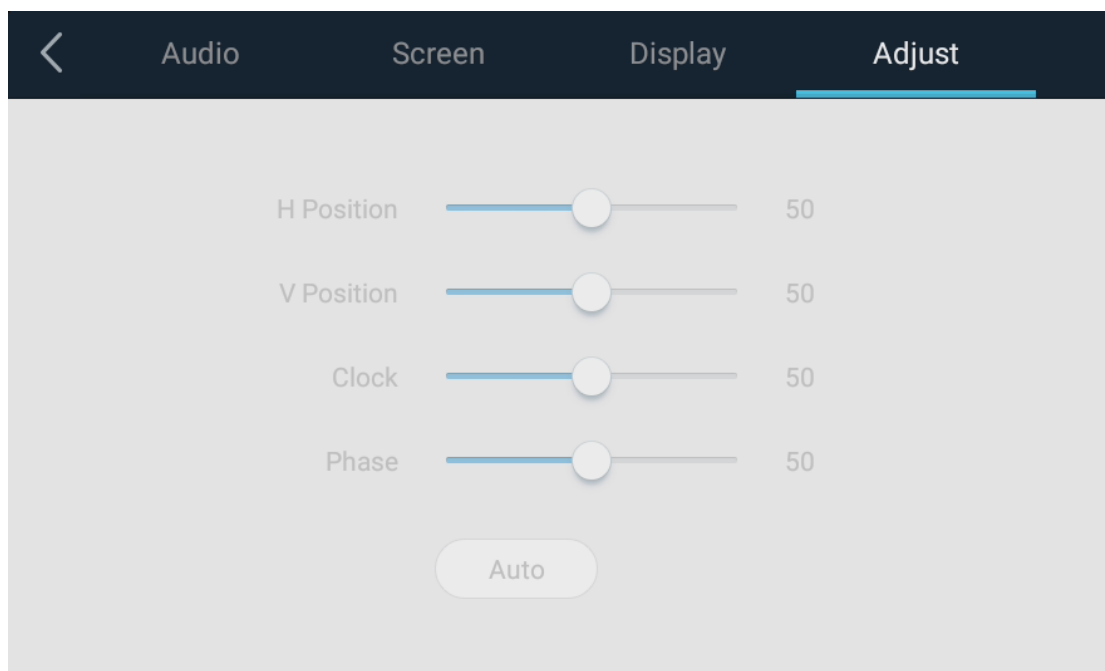 Audio Screen Display Adjust
H Position 50
V Position 50
Clock 50
Phase 50
Auto